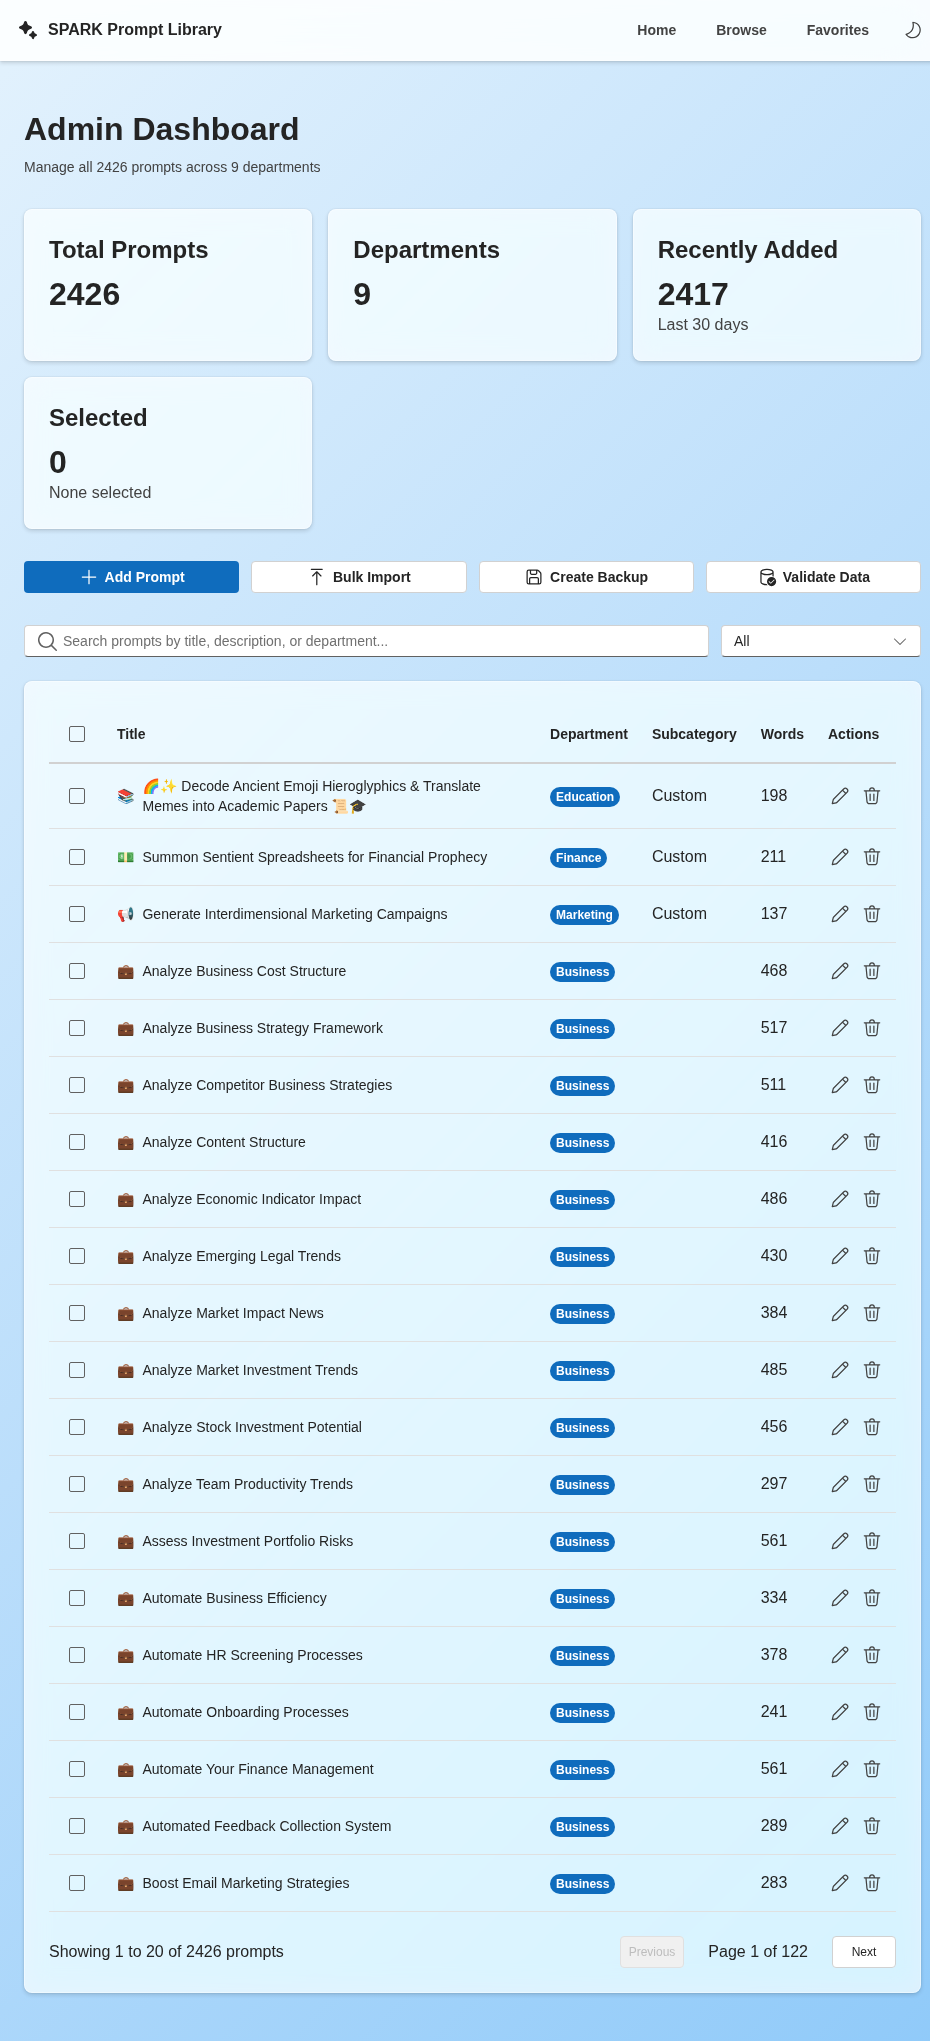 SPARK Prompt Library Home Browse Favorites
Admin Dashboard
Manage all 2426 prompts across 9 departments
Total Prompts Departments Recently Added
2426 9 2417
Last 30 days
Selected
0
None selected
Add Prompt Bulk Import Create Backup Validate Data
Search prompts by title, description, or department... All
Title Department Subcategory Words Actions
📚 🌈✨ Decode Ancient Emoji Hieroglyphics & Translate
Memes into Academic Papers 📜🎓 Education Custom 198
💵 Summon Sentient Spreadsheets for Financial Prophecy Finance Custom 211
📢 Generate Interdimensional Marketing Campaigns Marketing Custom 137
💼 Analyze Business Cost Structure Business 468
💼 Analyze Business Strategy Framework Business 517
💼 Analyze Competitor Business Strategies Business 511
💼 Analyze Content Structure Business 416
💼 Analyze Economic Indicator Impact Business 486
💼 Analyze Emerging Legal Trends Business 430
💼 Analyze Market Impact News Business 384
💼 Analyze Market Investment Trends Business 485
💼 Analyze Stock Investment Potential Business 456
💼 Analyze Team Productivity Trends Business 297
💼 Assess Investment Portfolio Risks Business 561
💼 Automate Business Efficiency Business 334
💼 Automate HR Screening Processes Business 378
💼 Automate Onboarding Processes Business 241
💼 Automate Your Finance Management Business 561
💼 Automated Feedback Collection System Business 289
💼 Boost Email Marketing Strategies Business 283
Showing 1 to 20 of 2426 prompts Previous Page 1 of 122 Next